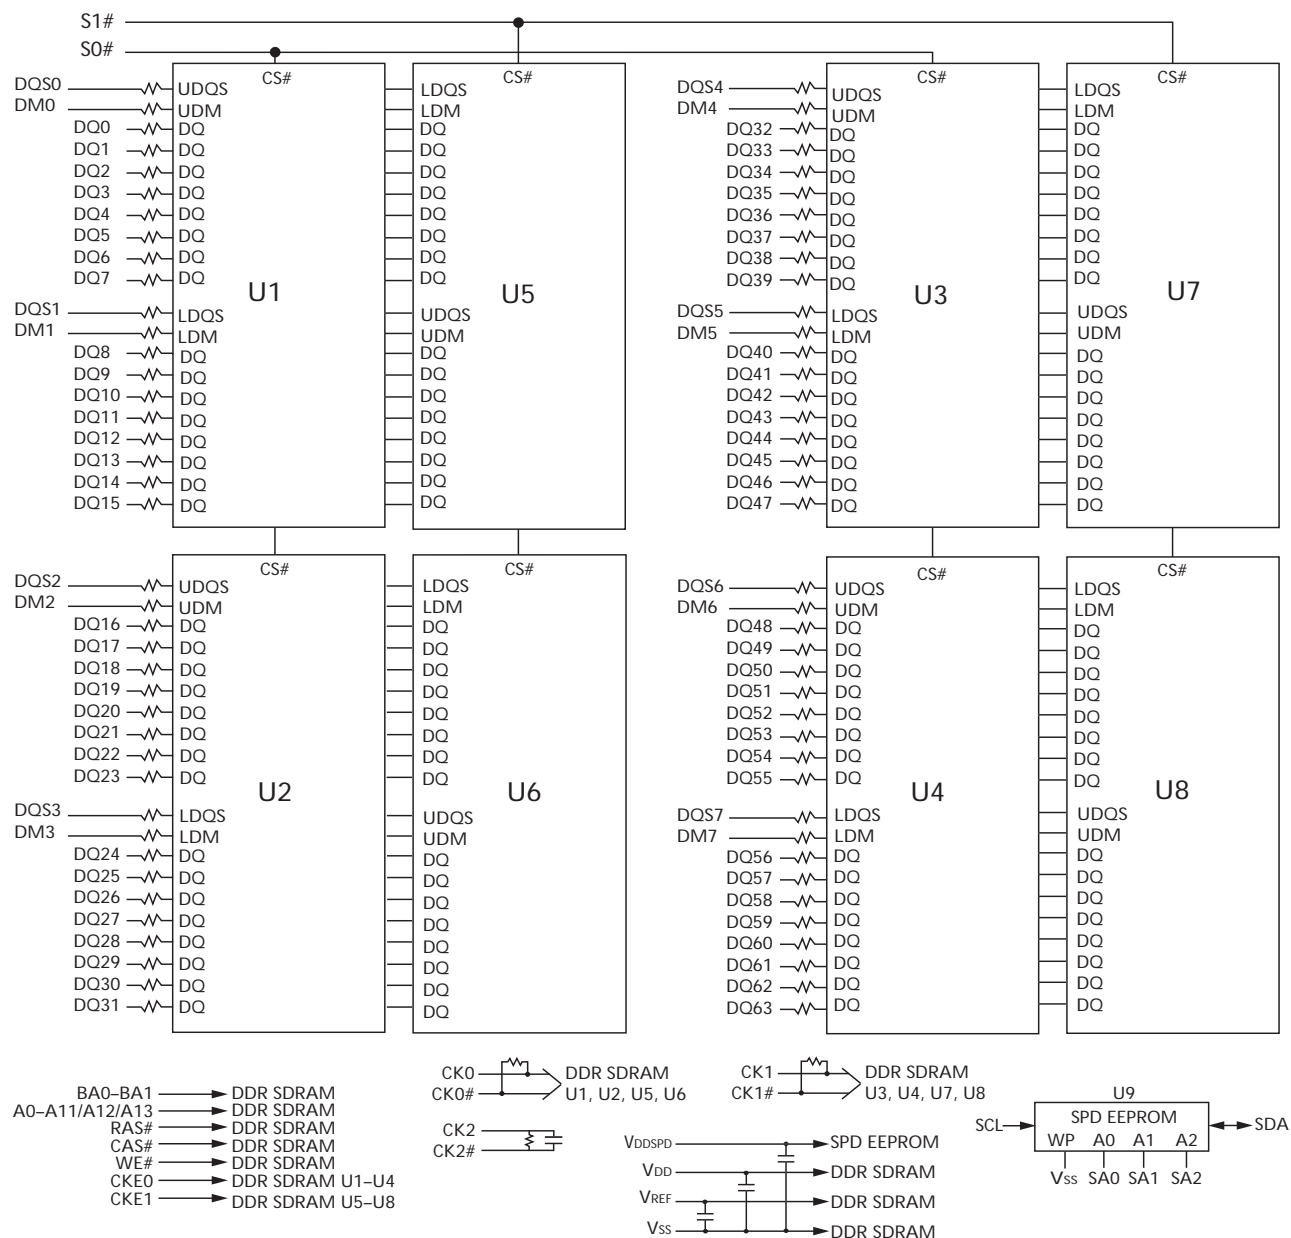 S1#
S0#
CS# CS# CS# CS#
DQS0 UDQS LDQS DQS4 UDQS LDQS
DM0 UDM LDM DM4 UDM LDM
DQ0 DQ DQ DQ32 DQ DQ
DQ1 DQ DQ DQ33 DQ DQ
DQ2 DQ DQ DQ34 DQ DQ
DQ3 DQ DQ DQ35 DQ DQ
DQ4 DQ DQ DQ36 DQ DQ
DQ5 DQ DQ DQ37 DQ DQ
DQ6 DQ DQ DQ38 DQ DQ
DQ7 DQ DQ DQ39 DQ DQ
U1 U5 U3 U7
DQS1 LDQS UDQS DQS5 LDQS UDQS
DM1 LDM UDM DM5 LDM UDM
DQ8 DQ DQ DQ40 DQ DQ
DQ9 DQ DQ DQ41 DQ DQ
DQ10 DQ DQ DQ42 DQ DQ
DQ11 DQ DQ DQ43 DQ DQ
DQ12 DQ DQ DQ44 DQ DQ
DQ13 DQ DQ DQ45 DQ DQ
DQ14 DQ DQ DQ46 DQ DQ
DQ15 DQ DQ DQ47 DQ DQ
CS# CS# CS# CS#
DQS2 UDQS LDQS DQS6 UDQS LDQS
DM2 UDM LDM DM6 UDM LDM
DQ16 DQ DQ DQ48 DQ DQ
DQ17 DQ DQ DQ49 DQ DQ
DQ18 DQ DQ DQ50 DQ DQ
DQ19 DQ DQ DQ51 DQ DQ
DQ20 DQ DQ DQ52 DQ DQ
DQ21 DQ DQ DQ53 DQ DQ
DQ22 DQ DQ DQ54 DQ DQ
DQ23 DQ DQ DQ55 DQ DQ
U2 U6 U4 U8
DQS3 LDQS UDQS DQS7 LDQS UDQS
DM3 LDM UDM DM7 LDM UDM
DQ24 DQ DQ DQ56 DQ DQ
DQ25 DQ DQ DQ57 DQ DQ
DQ26 DQ DQ DQ58 DQ DQ
DQ27 DQ DQ DQ59 DQ DQ
DQ28 DQ DQ DQ60 DQ DQ
DQ29 DQ DQ DQ61 DQ DQ
DQ30 DQ DQ DQ62 DQ DQ
DQ31 DQ DQ DQ63 DQ DQ
BA0–BA1 DDR SDRAM
A0–A11/A12/A13 DDR SDRAM
RAS# DDR SDRAM
CAS# DDR SDRAM
WE# DDR SDRAM
CKE0 DDR SDRAM U1–U4
CKE1 DDR SDRAM U5–U8
CK0 DDR SDRAM
CK0# U1, U2, U5, U6
CK2
CK2#
CK1 DDR SDRAM
CK1# U3, U4, U7, U8
VDDSPD SPD EEPROM
VDD DDR SDRAM
VREF DDR SDRAM
VSS DDR SDRAM
U9
SCL SPD EEPROM SDA
WP A0 A1 A2
VSS SA0 SA1 SA2